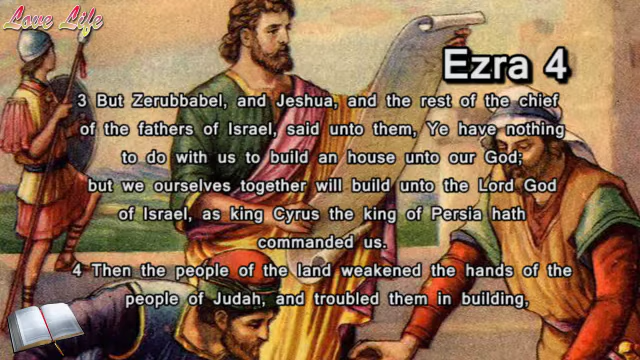 Love Life
Ezra 4
3 But Zerubbabel, and Jeshua, and the rest of the chief
of the fathers of Israel, said unto them, Ye have nothing
to do with us to build an house unto our God;
but we ourselves together will build unto the Lord God
of Israel, as king Cyrus the king of Persia hath
commanded us.
4 Then the people of the land weakened the hands of the
people of Judah, and troubled them in building,